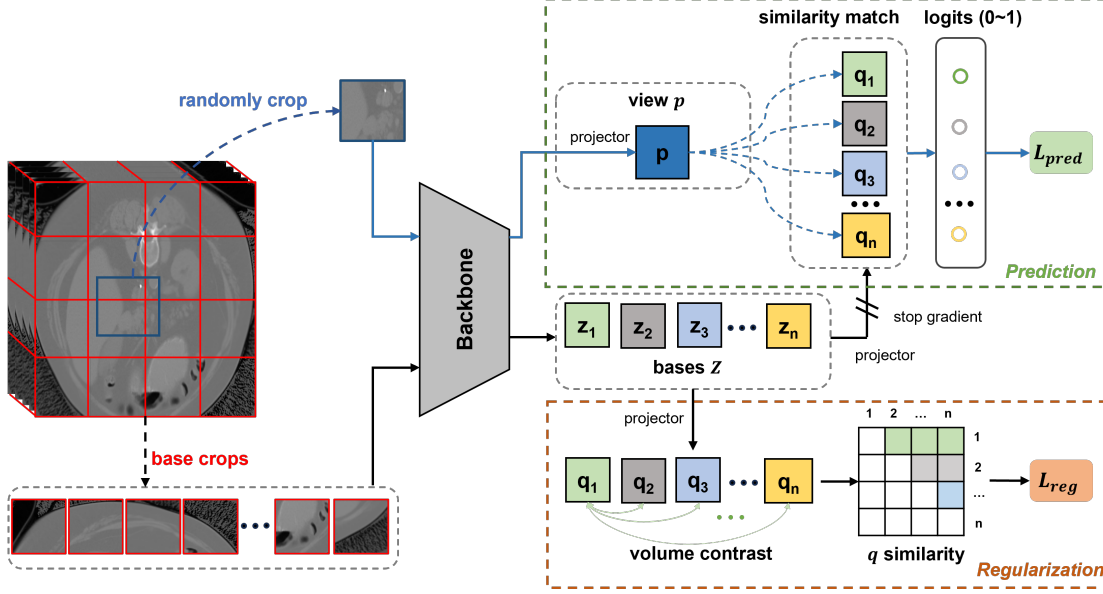 randomly crop
base crops
Backbone
projector
view p
p
similarity match
q1
q2
q3
•••
qn
logits (0~1)
•••
Lpred
Prediction
z1
z2
z3
•••
zn
bases Z
stop gradient
projector
projector
q1
q2
q3
•••
qn
•••
volume contrast
1 2 ... n
1
2
...
n
q similarity
Lreg
Regularization